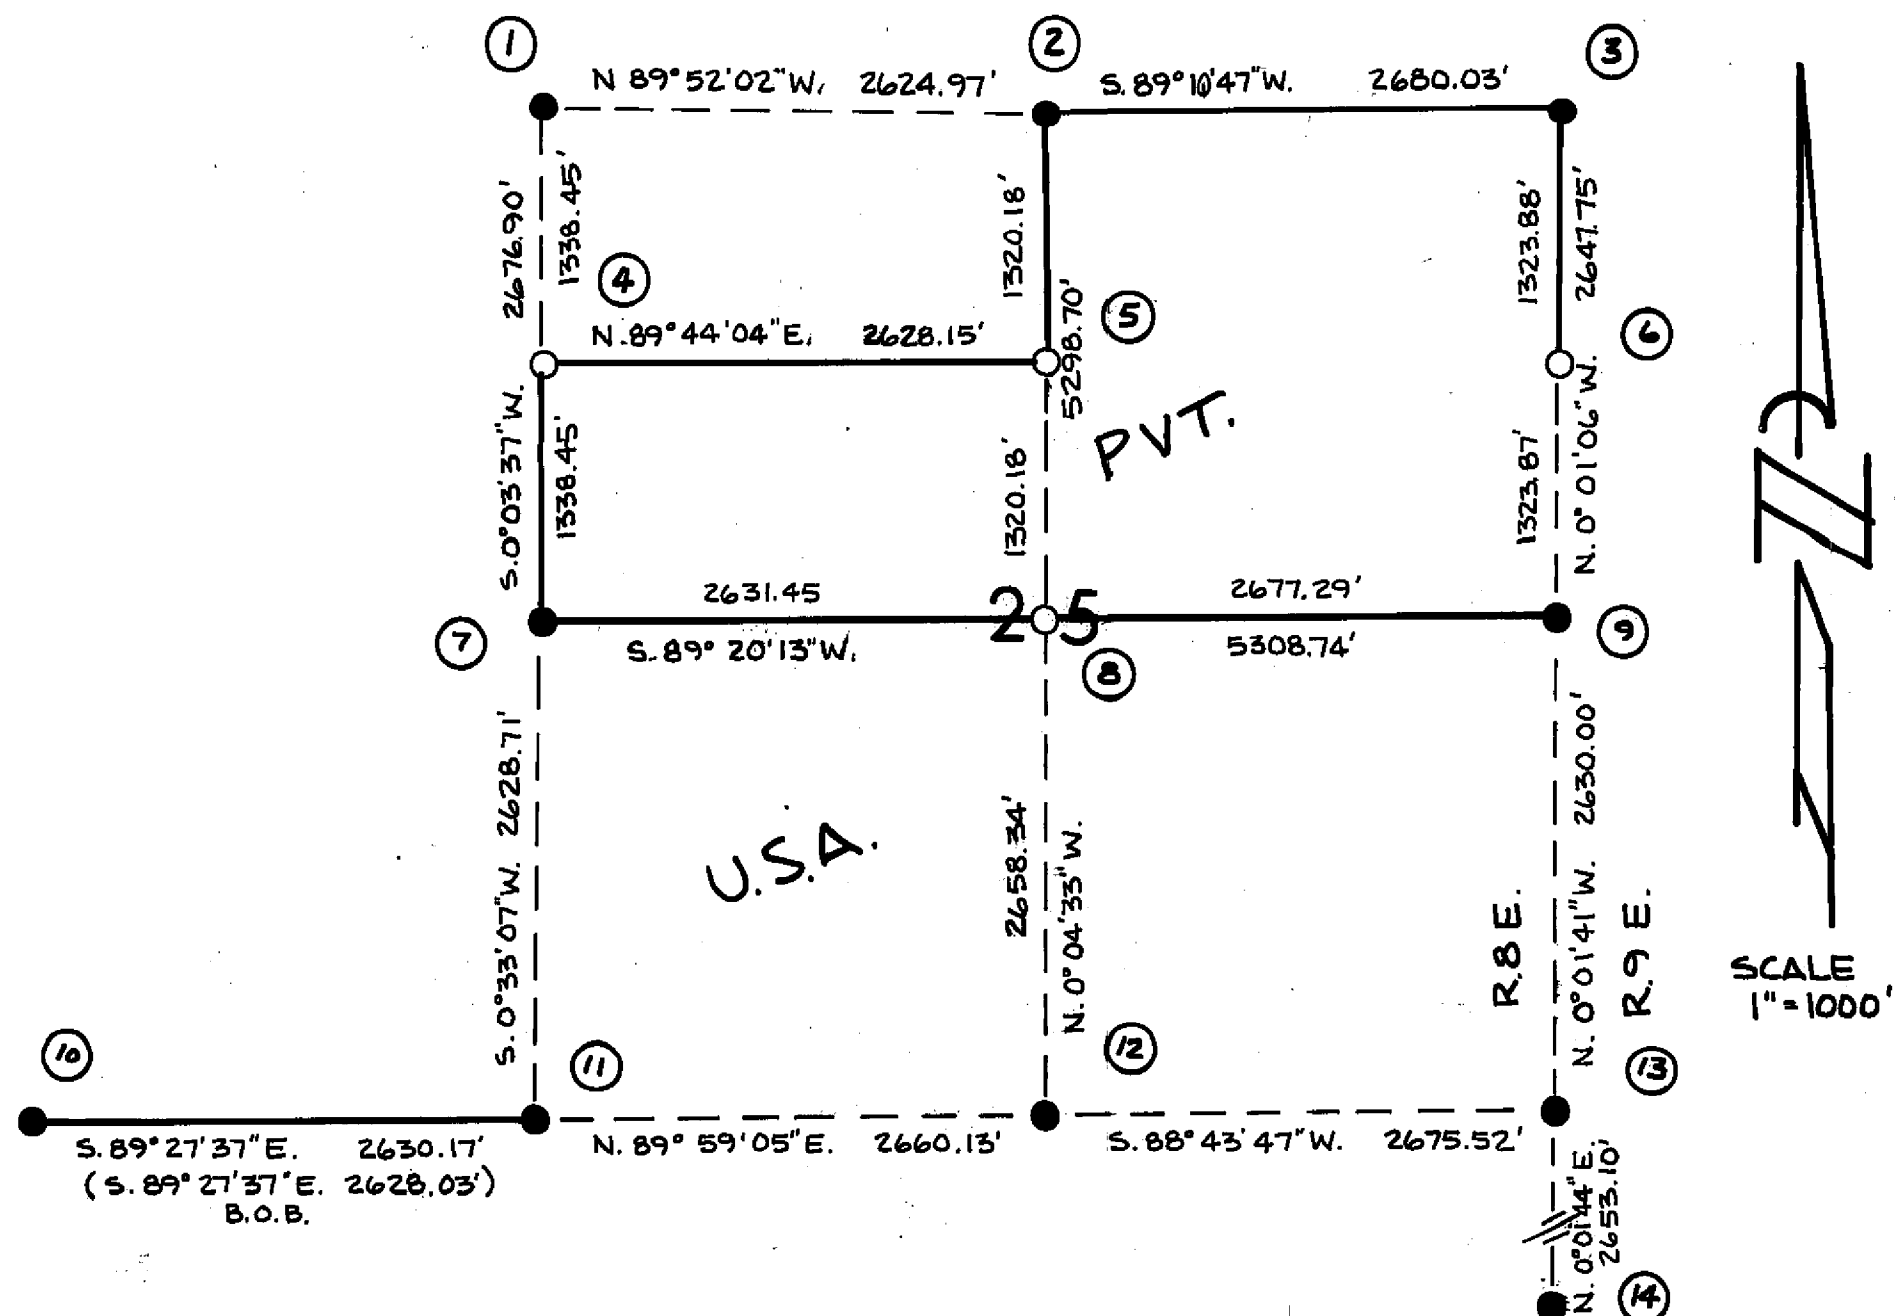 1
2
3
N 89°52'02"W. 2624.97'
S. 89°10'47"W. 2680.03'
2676.90'
1338.45'
1320.18'
1323.88'
2647.75'
4
5
6
N. 89°44'04"E. 2628.15'
5298.70'
PVT.
S. 0°03'37"W.
1338.45'
1320.18'
1323.87'
N. 0°01'06"W.
2631.45
2677.29'
25
7
S. 89°20'13"W.
5308.74'
8
9
S. 0°33'07"W. 2628.71'
U.S.A.
2658.34'
N. 0°04'33"W.
R.8E.
N. 0°01'41"W. 2630.00'
R.9E.
SCALE
1"=1000'
10
11
12
13
S. 89°27'37"E. 2630.17'
(S. 89°27'37"E. 2628.03')
B.O.B.
N. 89°59'05"E. 2660.13'
S. 88°43'47"W. 2675.52'
N. 0°01'44"E.
2653.10'
14
N